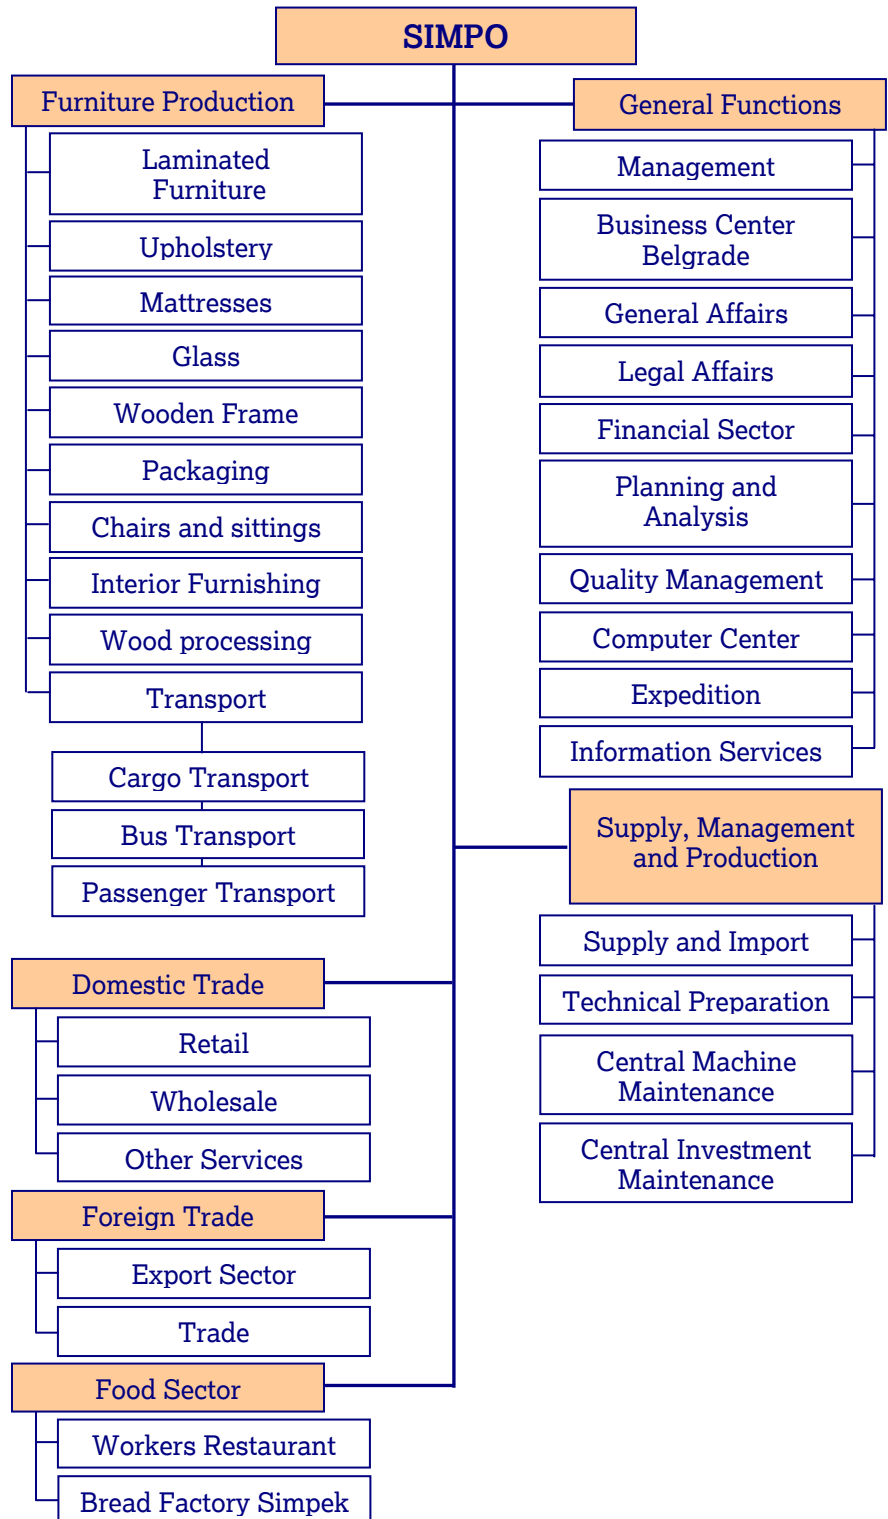 SIMPO
Furniture Production
Laminated
Furniture
Upholstery
Mattresses
Glass
Wooden Frame
Packaging
Chairs and sittings
Interior Furnishing
Wood processing
Transport
Cargo Transport
Bus Transport
Passenger Transport
Domestic Trade
Retail
Wholesale
Other Services
Foreign Trade
Export Sector
Trade
Food Sector
Workers Restaurant
Bread Factory Simpek
General Functions
Management
Business Center
Belgrade
General Affairs
Legal Affairs
Financial Sector
Planning and
Analysis
Quality Management
Computer Center
Expedition
Information Services
Supply, Management
and Production
Supply and Import
Technical Preparation
Central Machine
Maintenance
Central Investment
Maintenance